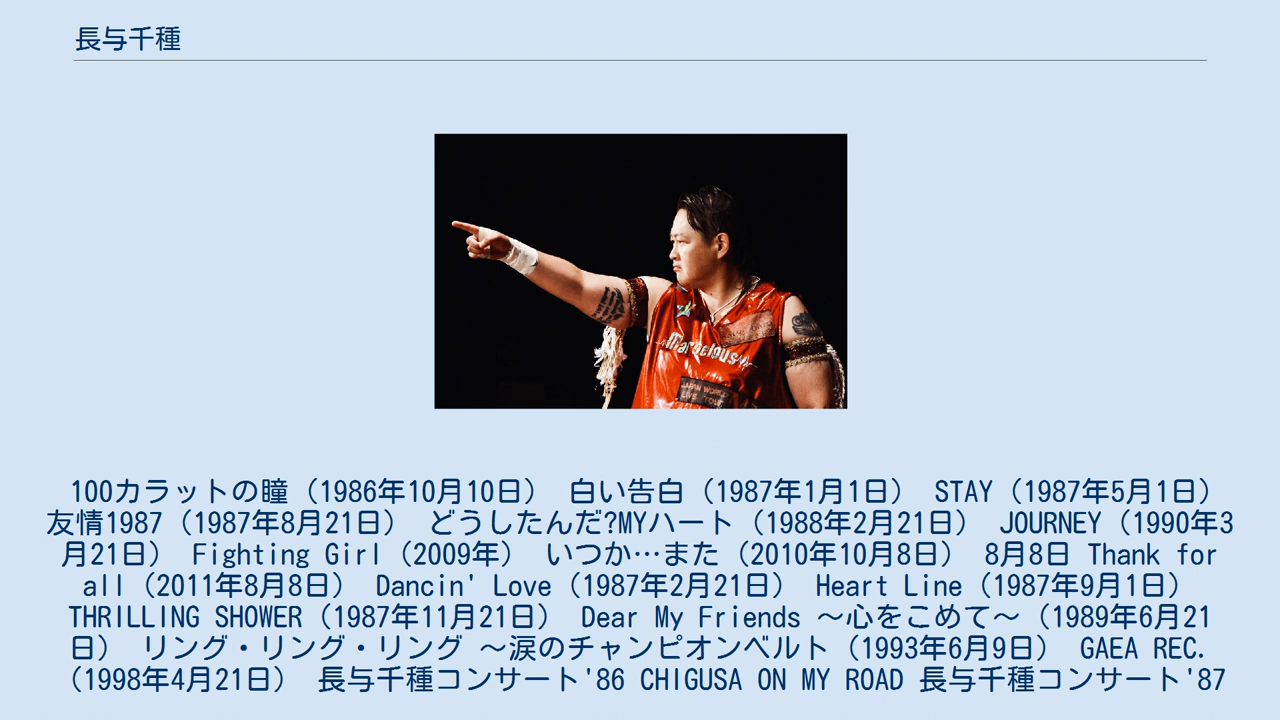 長与千種
Marvelous
JAPAN WORLD
LIVE TOUR
100カラットの瞳（1986年10月10日） 白い告白（1987年1月1日） STAY（1987年5月1日）
友情1987（1987年8月21日） どうしたんだ?MYハート（1988年2月21日） JOURNEY（1990年3
月21日） Fighting Girl（2009年） いつか…また（2010年10月8日） 8月8日 Thank for
all（2011年8月8日） Dancin' Love（1987年2月21日） Heart Line（1987年9月1日）
THRILLING SHOWER（1987年11月21日） Dear My Friends 〜心をこめて〜（1989年6月21
日） リング・リング・リング 〜涙のチャンピオンベルト（1993年6月9日） GAEA REC.
（1998年4月21日） 長与千種コンサート'86 CHIGUSA ON MY ROAD 長与千種コンサート'87